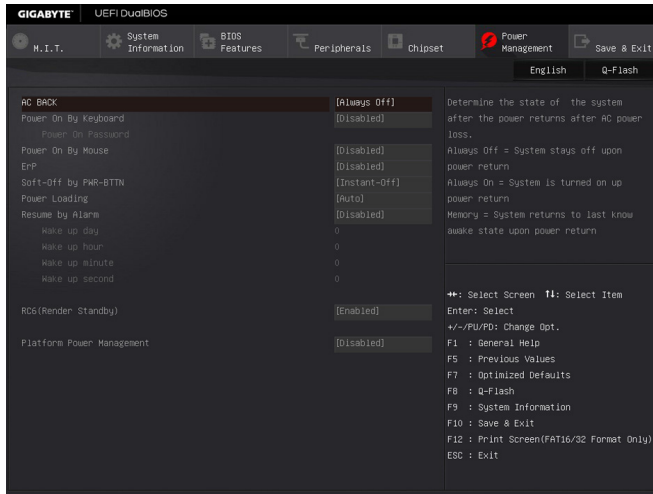 GIGABYTE™ UEFI DualBIOS
M.I.T.
System Information
BIOS Features
Peripherals
Chipset
Power Management
Save & Exit
English Q-Flash
AC BACK [Always Off]
Power On By Keyboard [Disabled]
Power On Password
Power On By Mouse [Disabled]
ErP [Disabled]
Soft-Off by PWR-BTTN [Instant-Off]
Power Loading [Auto]
Resume by Alarm [Disabled]
Wake up day 0
Wake up hour 0
Wake up minute 0
Wake up second 0
RC6(Render Standby) [Enabled]
Platform Power Management [Disabled]
Determine the state of the system
after the power returns after AC power
loss.
Always Off = System stays off upon
power return
Always On = System is turned on up
power return
Memory = System returns to last know
awake state upon power return
→←: Select Screen ↑↓: Select Item
Enter: Select
+/-/PU/PD: Change Opt.
F1 : General Help
F5 : Previous Values
F7 : Optimized Defaults
F8 : Q-Flash
F9 : System Information
F10 : Save & Exit
F12 : Print Screen(FAT16/32 Format Only)
ESC : Exit